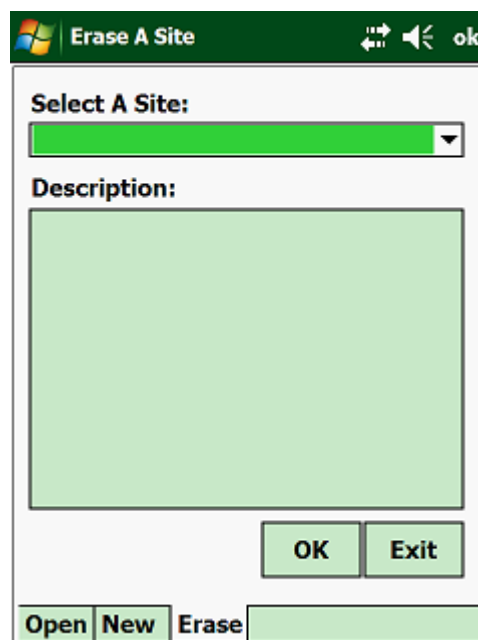 Erase A Site ok
Select A Site:
Description:
OK Exit
Open New Erase